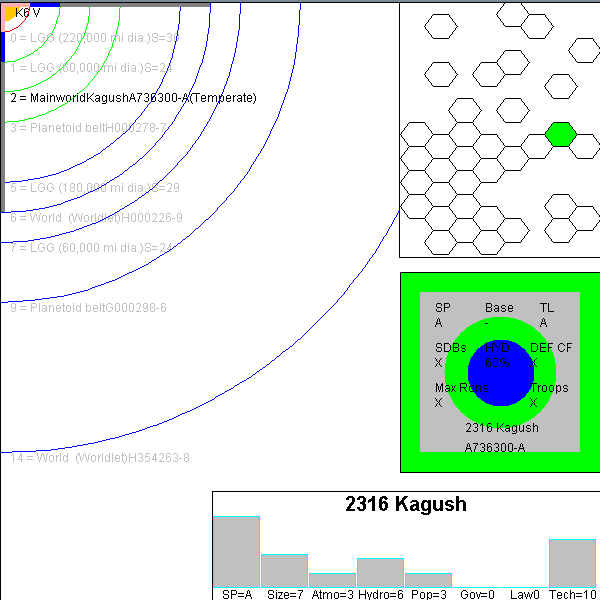 K6 V
0 = LGG (220,000 mi dia.)S=30
1 = LGG (60,000 mi dia.)S=24
2 = MainworldKagushA736300-A(Temperate)
3 = Planetoid beltH000278-7
5 = LGG (180,000 mi dia.)S=29
6 = World  (Worldlet)H000226-9
7 = LGG (60,000 mi dia.)S=24
9 = Planetoid beltG000298-6
14 = World  (Worldlet)H354263-8
SP Base TL
A - A
SDBs HYD DEF CF
X 60% X
Max Troops
X X
2316 Kagush
A736300-A
2316 Kagush
SP=A Size=7 Atmo=3 Hydro=6 Pop=3 Gov=0 Law0 Tech=10